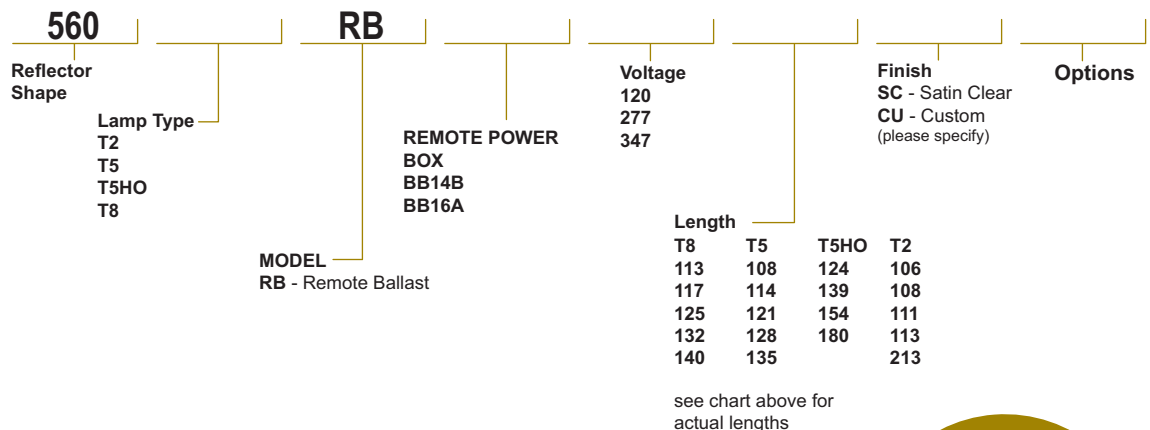 560
RB
Reflector
Shape
Lamp Type
T2
T5
T5HO
T8
MODEL
RB - Remote Ballast
REMOTE POWER
BOX
BB14B
BB16A
Voltage
120
277
347
Length
T8 T5 T5HO T2
113 108 124 106
117 114 139 108
125 121 154 111
132 128 180 113
140 135 213
see chart above for
actual lengths
Finish
SC - Satin Clear
CU - Custom
(please specify)
Options